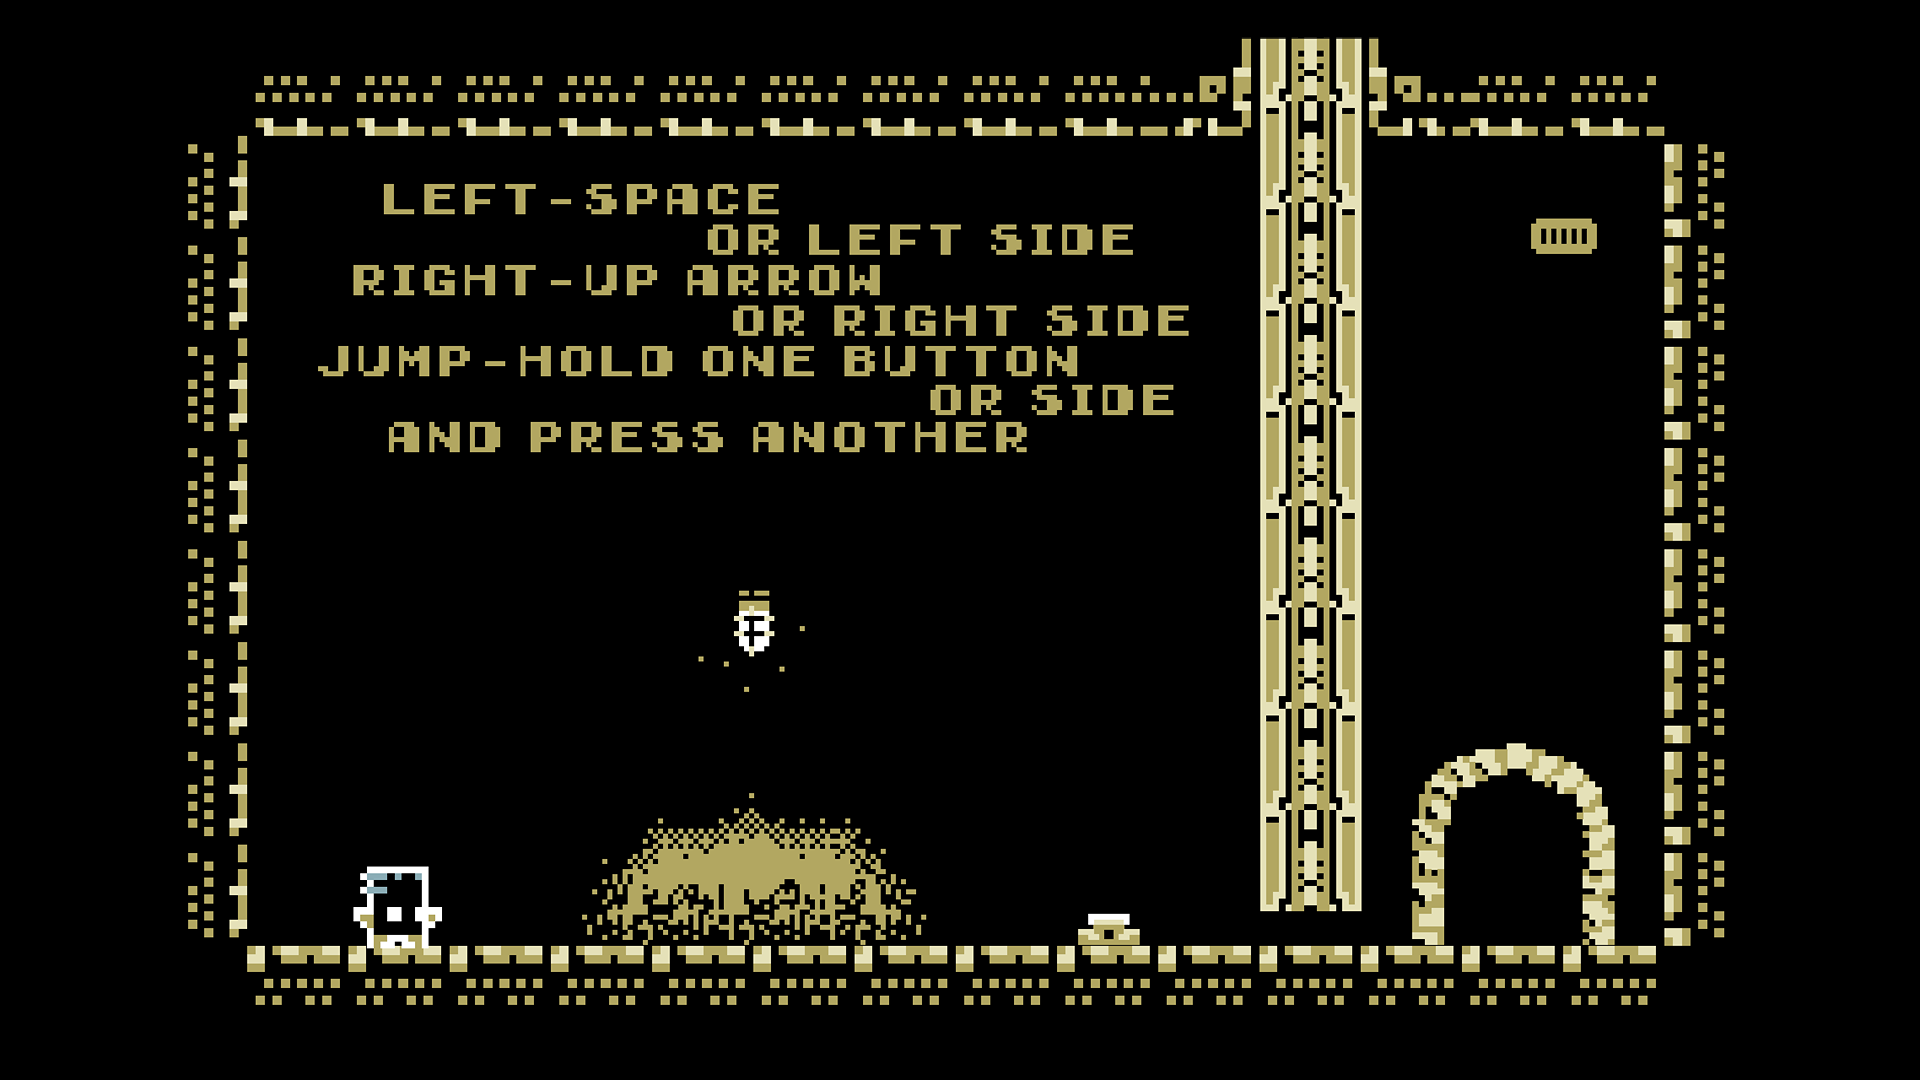 LEFT-SPACE
OR LEFT SIDE
RIGHT-UP ARROW
OR RIGHT SIDE
JUMP-HOLD ONE BUTTON
OR SIDE
AND PRESS ANOTHER